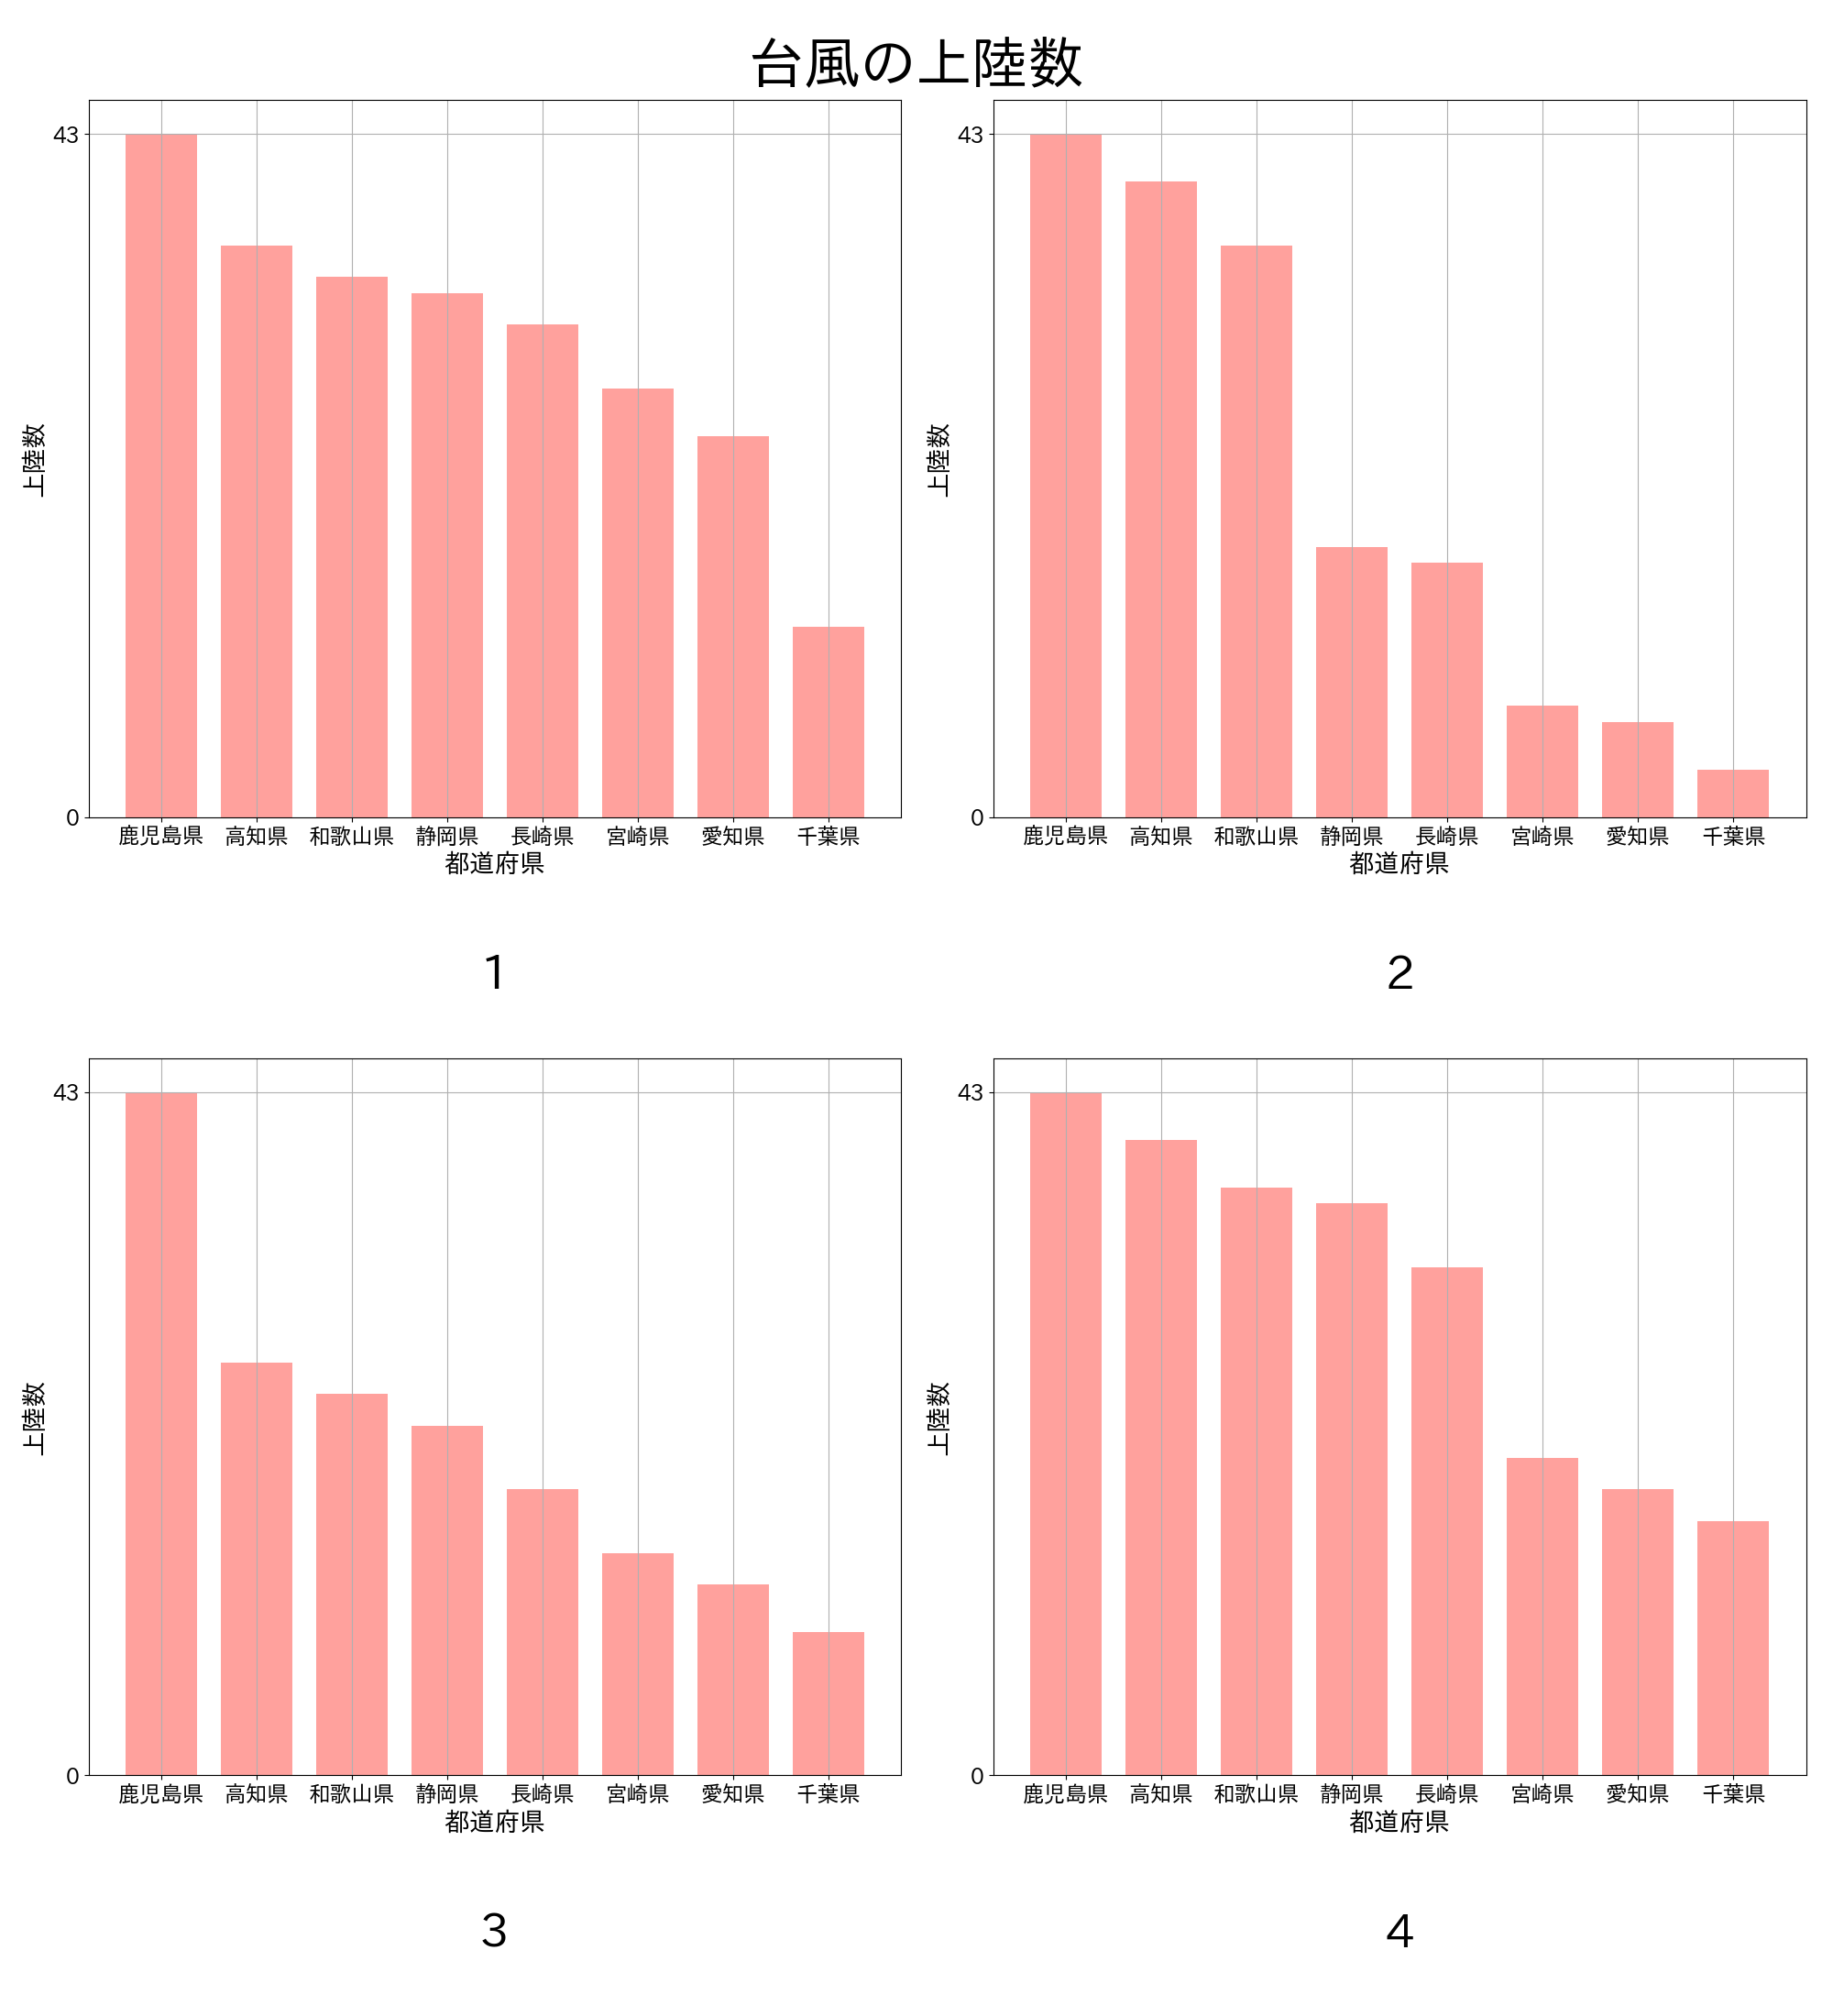 台風の上陸数
43
0
上陸数
鹿児島県 高知県 和歌山県 静岡県 長崎県 宮崎県 愛知県 千葉県
都道府県
1
43
0
上陸数
鹿児島県 高知県 和歌山県 静岡県 長崎県 宮崎県 愛知県 千葉県
都道府県
2
43
0
上陸数
鹿児島県 高知県 和歌山県 静岡県 長崎県 宮崎県 愛知県 千葉県
都道府県
3
43
0
上陸数
鹿児島県 高知県 和歌山県 静岡県 長崎県 宮崎県 愛知県 千葉県
都道府県
4